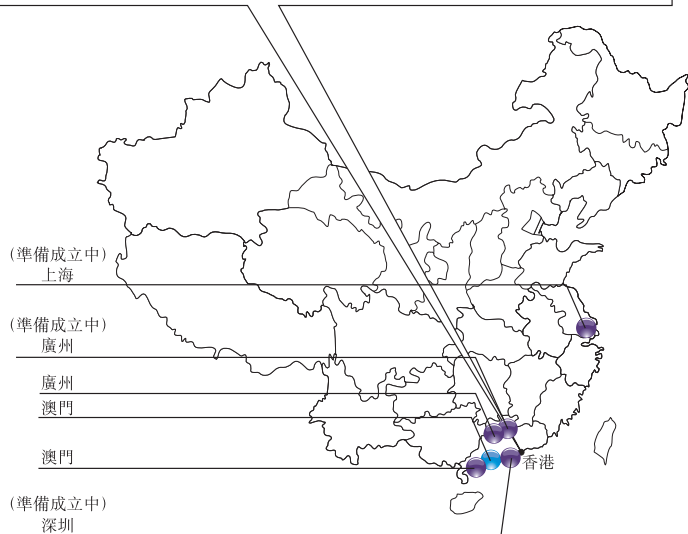 (準備成立中)
上海
(準備成立中)
廣州
廣州
澳門
澳門
香港
(準備成立中)
深圳